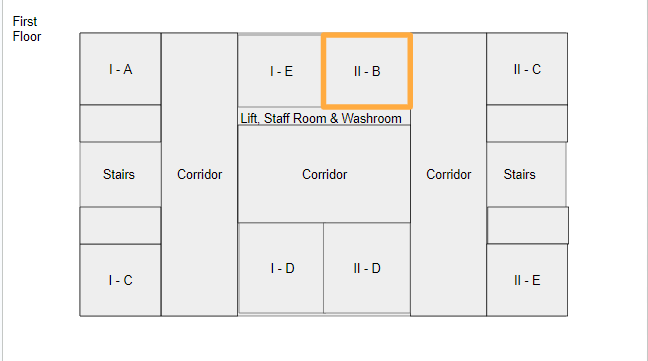 First
Floor
I - A
I - E
II - B
II - C
Lift, Staff Room & Washroom
Stairs
Corridor
Corridor
Corridor
Stairs
I - C
I - D
II - D
II - E